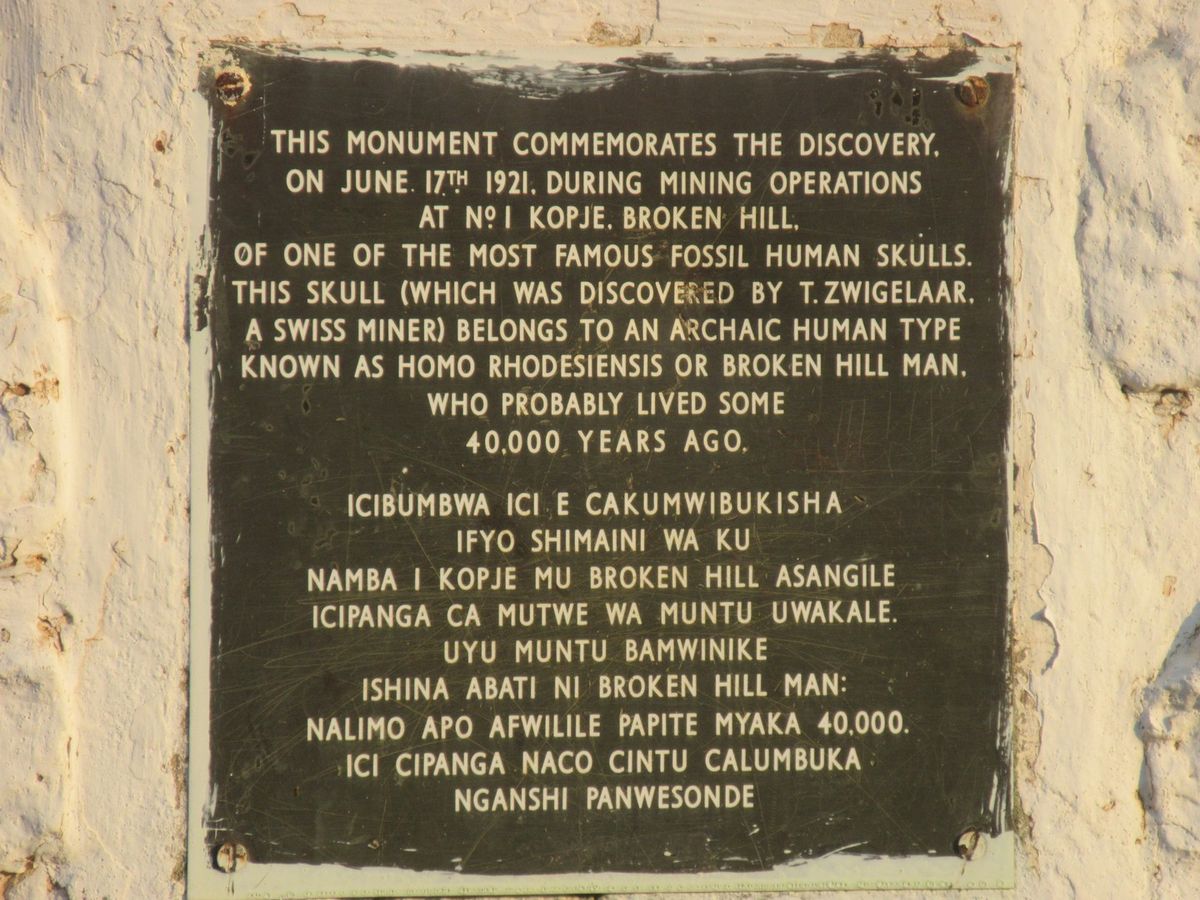 THIS MONUMENT COMMEMORATES THE DISCOVERY,
ON JUNE 17TH 1921, DURING MINING OPERATIONS
AT Nº 1 KOPJE, BROKEN HILL,
OF ONE OF THE MOST FAMOUS FOSSIL HUMAN SKULLS.
THIS SKULL (WHICH WAS DISCOVERED BY T. ZWIGELAAR,
A SWISS MINER) BELONGS TO AN ARCHAIC HUMAN TYPE
KNOWN AS HOMO RHODESIENSIS OR BROKEN HILL MAN,
WHO PROBABLY LIVED SOME
40,000 YEARS AGO.
ICIBUMBWA ICI E CAKUMWIBUKISHA
IFYO SHIMAINI WA KU
NAMBA I KOPJE MU BROKEN HILL ASANGILE
ICIPANGA CA MUTWE WA MUNTU UWAKALE.
UYU MUNTU BAMWINIKE
ISHINA ABATI NI BROKEN HILL MAN:
NALIMO APO AFWILILE PAPITE MYAKA 40,000.
ICI CIPANGA NACO CINTU CALUMBUKA
NGANSHI PANWESONDE